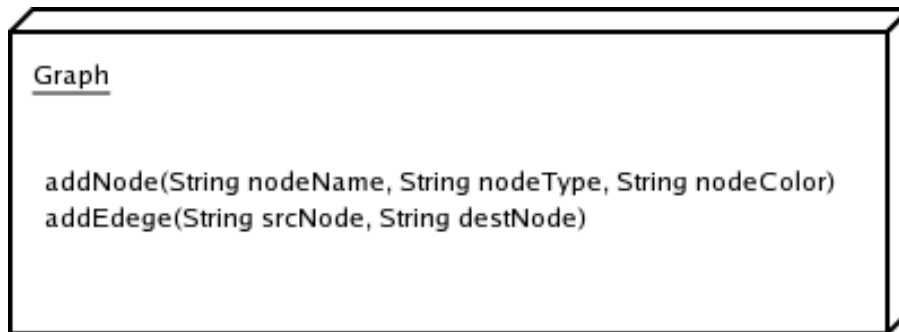 Graph
addNode(String nodeName, String nodeType, String nodeColor)
addEdege(String srcNode, String destNode)